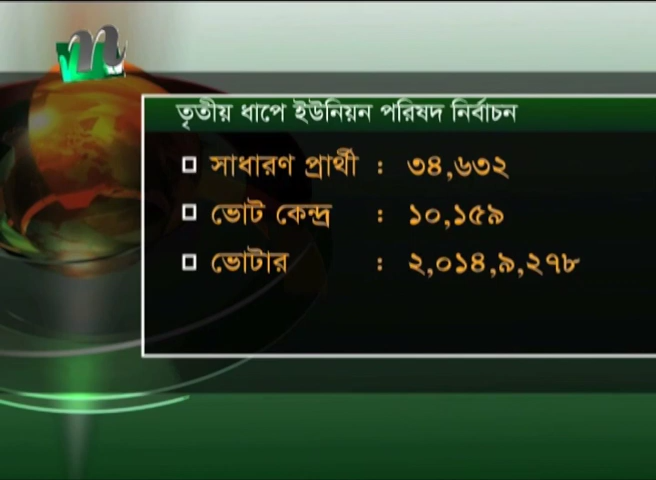 তৃতীয় ধাপে ইউনিয়ন পরিষদ নির্বাচন
সাধারণ প্রার্থী : ৩৪,৬৩২
ভোট কেন্দ্র : ১০,১৫৯
ভোটার : ২,০১৪,৯,২৭৮